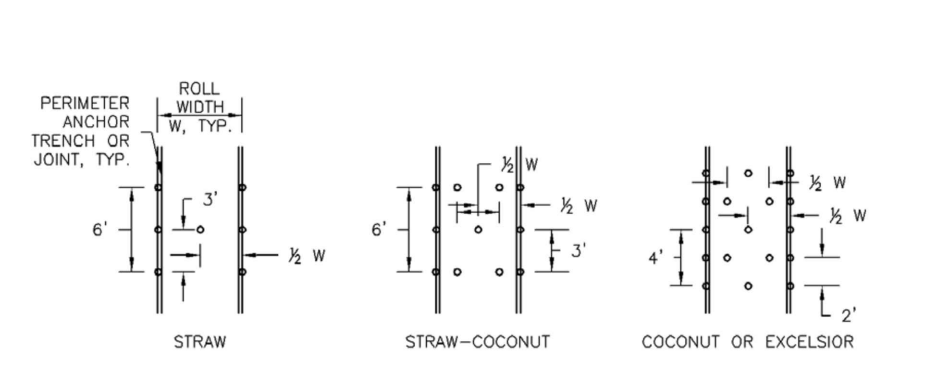 PERIMETER
ANCHOR
TRENCH OR
JOINT, TYP.
ROLL
WIDTH
W, TYP.
6'
3'
½ W
STRAW
½ W
½ W
6'
3'
STRAW-COCONUT
½ W
½ W
4'
2'
COCONUT OR EXCELSIOR